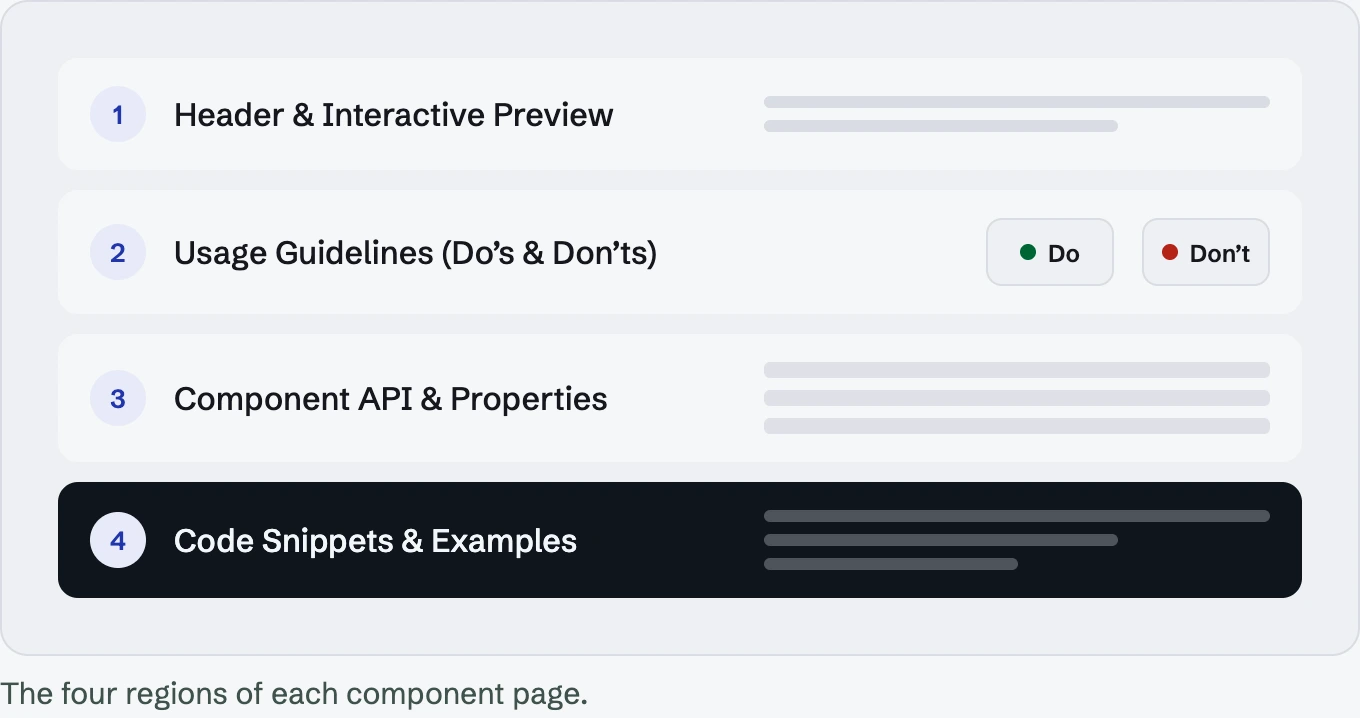 1 Header & Interactive Preview
2 Usage Guidelines (Do’s & Don’ts) Do Don’t
3 Component API & Properties
4 Code Snippets & Examples
The four regions of each component page.